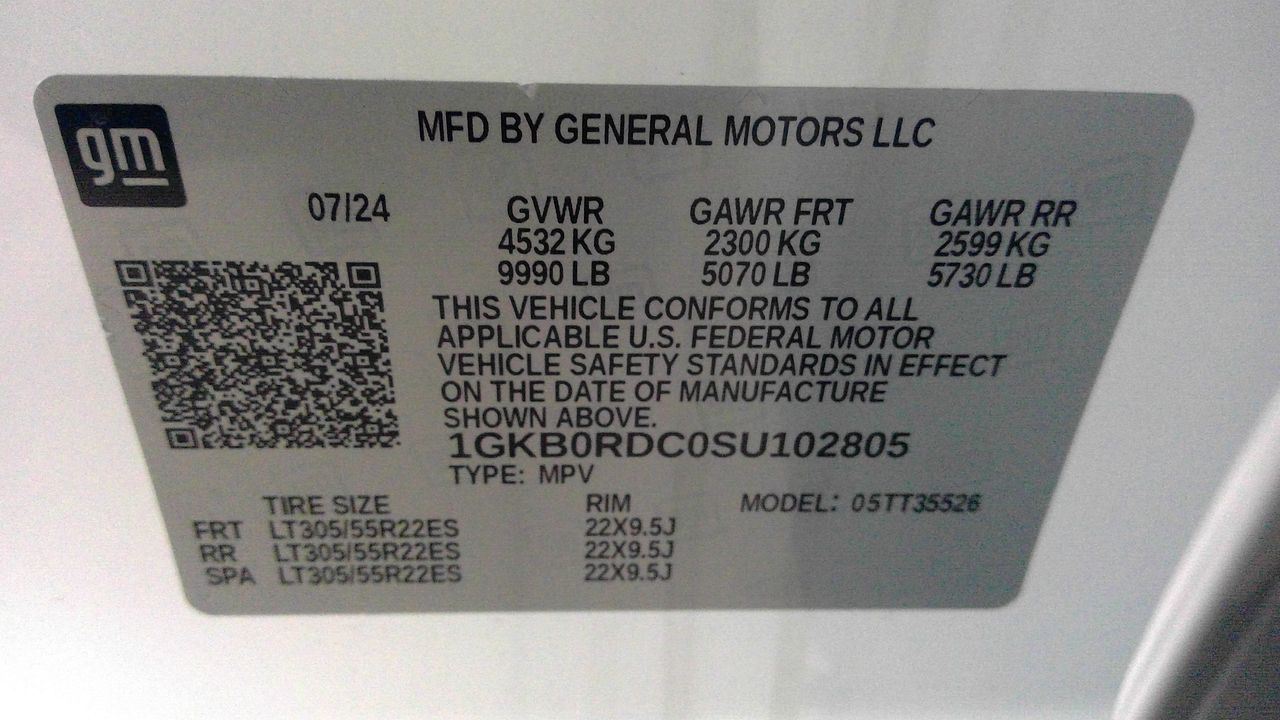 gm
MFD BY GENERAL MOTORS LLC
07/24 GVWR GAWR FRT GAWR RR
4532 KG 2300 KG 2599 KG
9990 LB 5070 LB 5730 LB
THIS VEHICLE CONFORMS TO ALL
APPLICABLE U.S. FEDERAL MOTOR
VEHICLE SAFETY STANDARDS IN EFFECT
ON THE DATE OF MANUFACTURE
SHOWN ABOVE.
1GKB0RDC0SU102805
TYPE: MPV
TIRE SIZE RIM MODEL: 05TT35526
FRT LT305/55R22ES 22X9.5J
RR LT305/55R22ES 22X9.5J
SPA LT305/55R22ES 22X9.5J